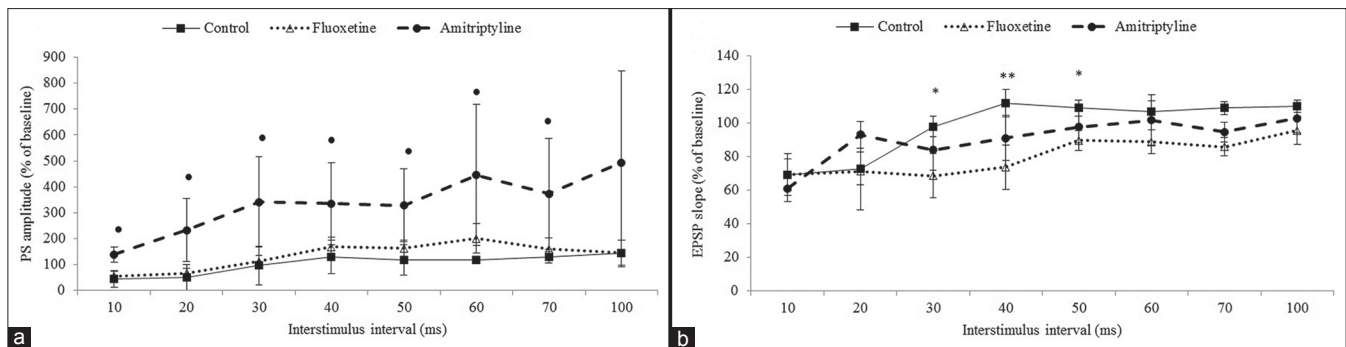 Control Fluoxetine Amitriptyline
PS amplitude (% of baseline)
900
800
700
600
500
400
300
200
100
0
10 20 30 40 50 60 70 100
Interstimulus interval (ms)
a
Control Fluoxetine Amitriptyline
EPSP slope (% of baseline)
140
120
100
80
60
40
20
0
* ** *
10 20 30 40 50 60 70 100
Interstimulus interval (ms)
b